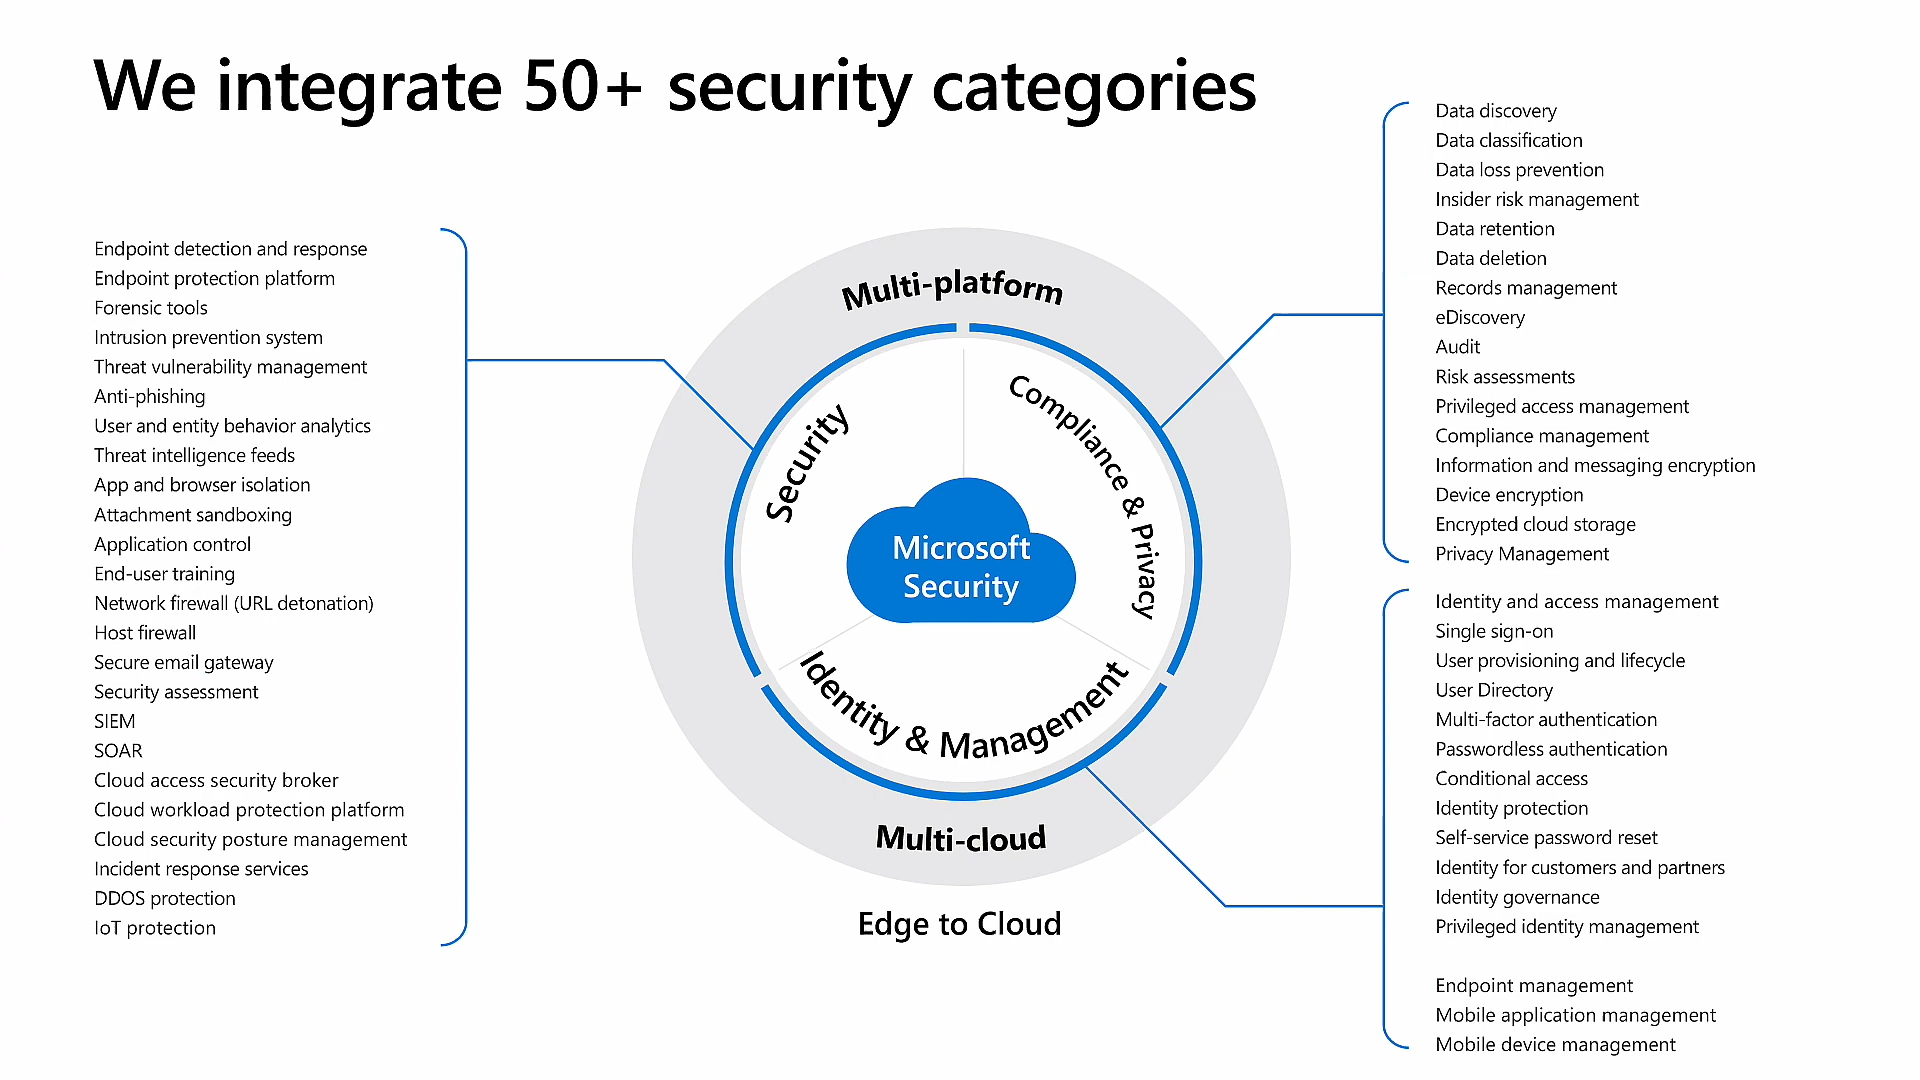 We integrate 50+ security categories
Endpoint detection and response
Endpoint protection platform
Forensic tools
Intrusion prevention system
Threat vulnerability management
Anti-phishing
User and entity behavior analytics
Threat intelligence feeds
App and browser isolation
Attachment sandboxing
Application control
End-user training
Network firewall (URL detonation)
Host firewall
Secure email gateway
Security assessment
SIEM
SOAR
Cloud access security broker
Cloud workload protection platform
Cloud security posture management
Incident response services
DDOS protection
IoT protection
Multi-platform
Security
Compliance & Privacy
Microsoft
Security
Identity & Management
Multi-cloud
Edge to Cloud
Data discovery
Data classification
Data loss prevention
Insider risk management
Data retention
Data deletion
Records management
eDiscovery
Audit
Risk assessments
Privileged access management
Compliance management
Information and messaging encryption
Device encryption
Encrypted cloud storage
Privacy Management
Identity and access management
Single sign-on
User provisioning and lifecycle
User Directory
Multi-factor authentication
Passwordless authentication
Conditional access
Identity protection
Self-service password reset
Identity for customers and partners
Identity governance
Privileged identity management
Endpoint management
Mobile application management
Mobile device management